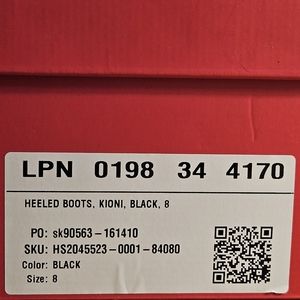 LPN 0198 34 4170
HEELED BOOTS, KIONI, BLACK, 8
PO: sk90563-161410
SKU: HS2045523-0001-84080
Color: BLACK
Size: 8